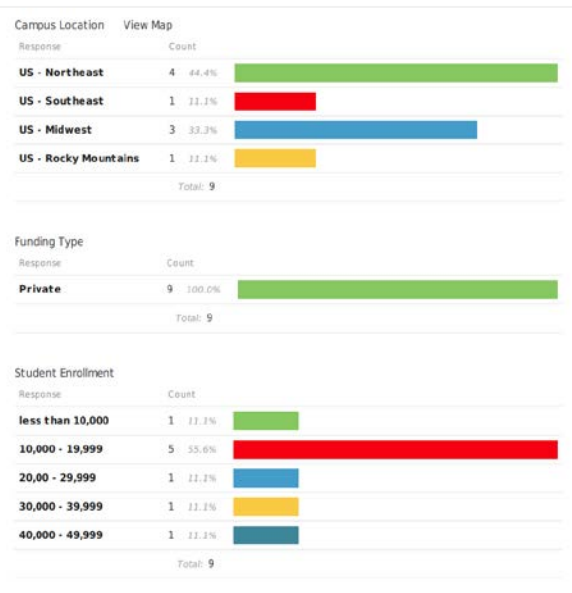 Campus Location View Map
Response Count
US - Northeast 4 44.4%
US - Southeast 1 11.1%
US - Midwest 3 33.3%
US - Rocky Mountains 1 11.1%
Total: 9
Funding Type
Response Count
Private 9 100.0%
Total: 9
Student Enrollment
Response Count
less than 10,000 1 11.1%
10,000 - 19,999 5 55.6%
20,00 - 29,999 1 11.1%
30,000 - 39,999 1 11.1%
40,000 - 49,999 1 11.1%
Total: 9